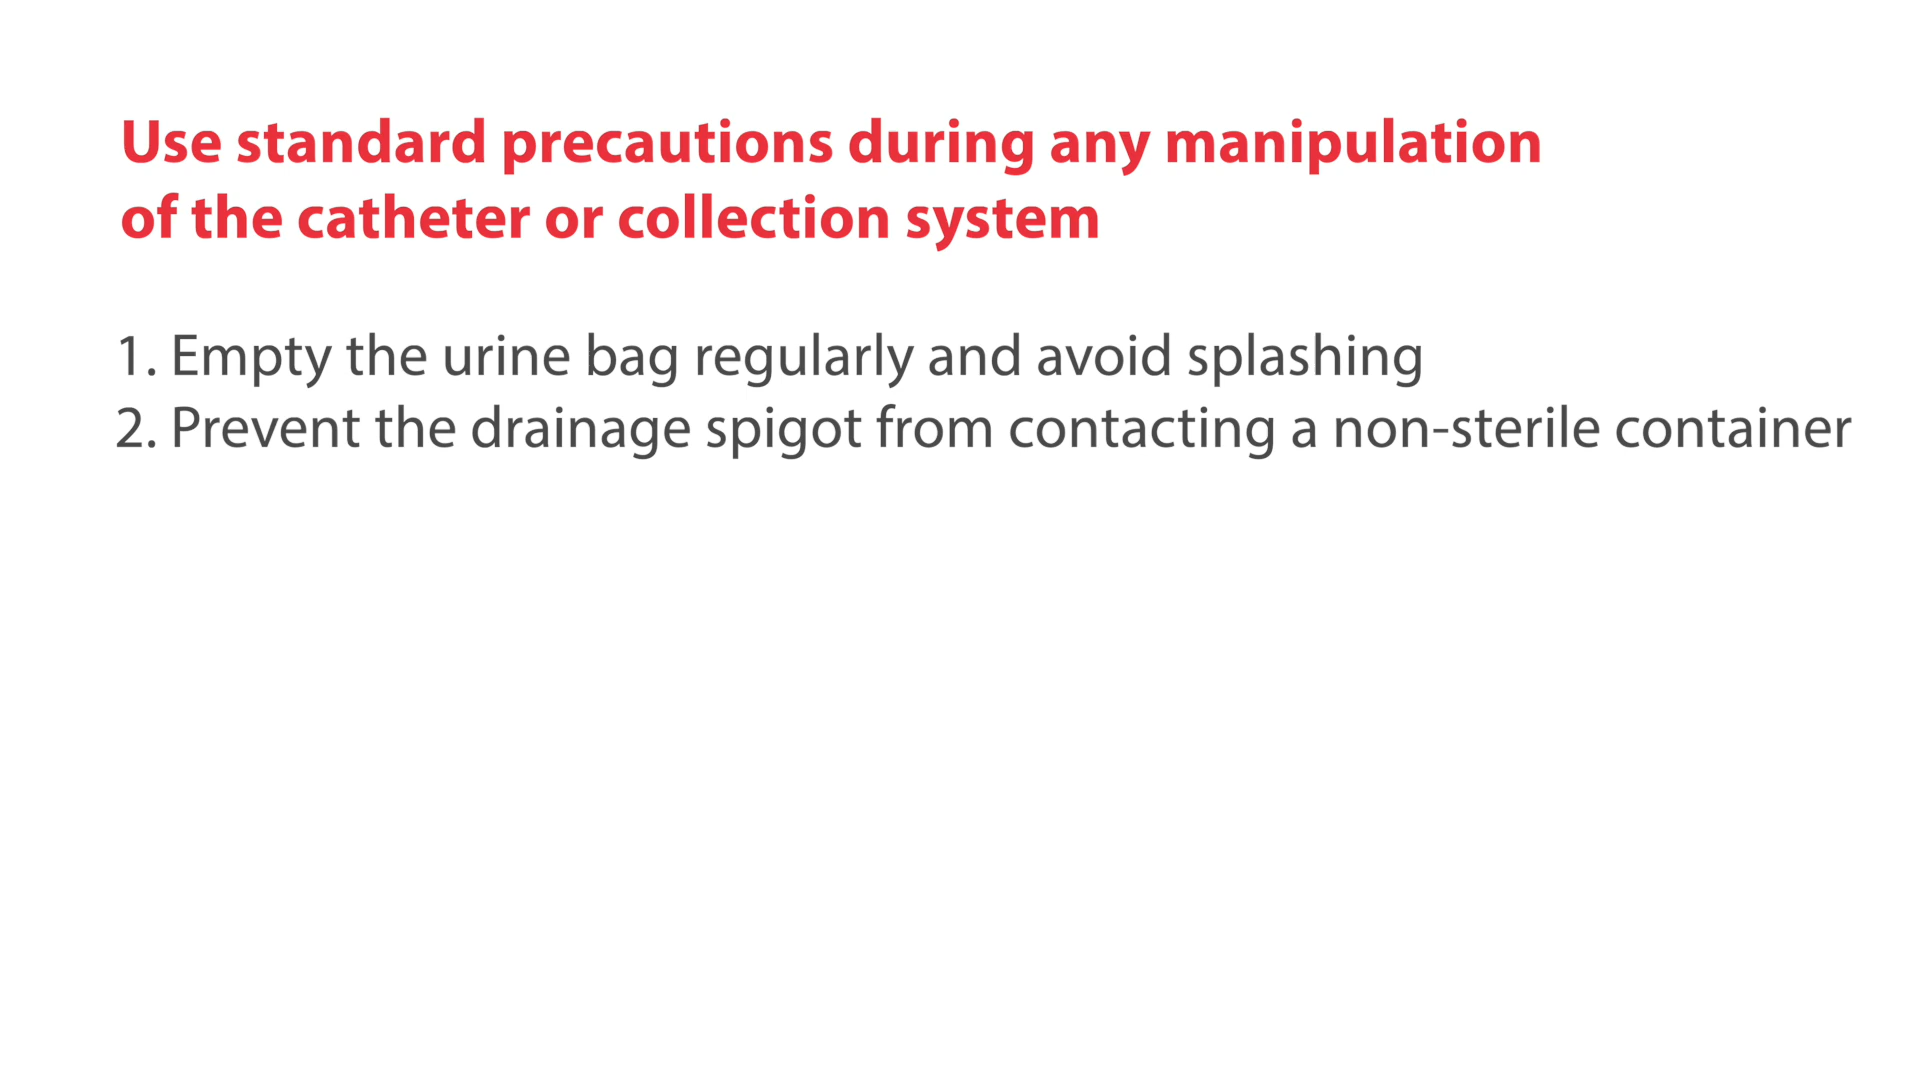 Use standard precautions during any manipulation
of the catheter or collection system
1. Empty the urine bag regularly and avoid splashing
2. Prevent the drainage spigot from contacting a non-sterile container